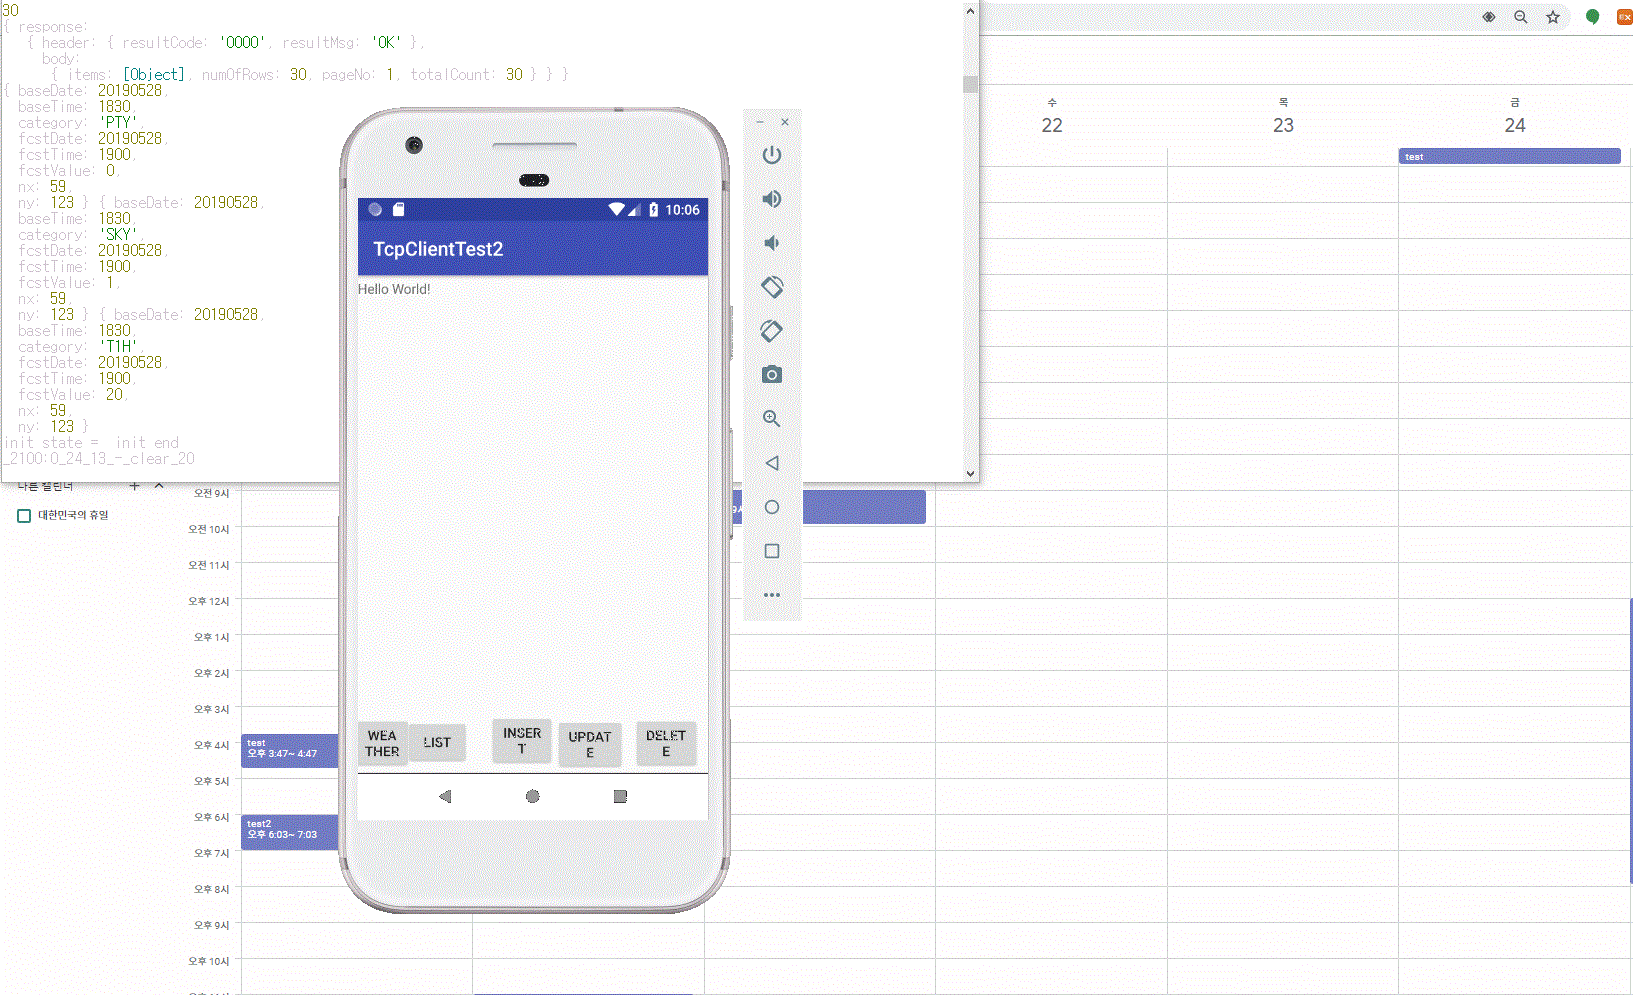 30
{ response:
{ header: { resultCode: '0000', resultMsg: 'OK' },
body:
{ items: [Object], numOfRows: 30, pageNo: 1, totalCount: 30 } } }
{ baseDate: 20190528,
baseTime: 1830,
category: 'PTY',
fcstDate: 20190528,
fcstTime: 1900,
fcstValue: 0,
nx: 59,
ny: 123 } { baseDate: 20190528,
baseTime: 1830,
category: 'SKY',
fcstDate: 20190528,
fcstTime: 1900,
fcstValue: 1,
nx: 59,
ny: 123 } { baseDate: 20190528,
baseTime: 1830,
category: 'T1H',
fcstDate: 20190528,
fcstTime: 1900,
fcstValue: 20,
nx: 59,
ny: 123 }
init state = init end
_2100:0_24_13_-_clear_20
10:06
TcpClientTest2
Hello World!
WEA
THER
LIST
INSER
T
UPDAT
E
DELET
E
수
22
목
23
금
24
test
다른 캘린더
대한민국의 휴일
오전 9시
오전 10시
오전 11시
오후 12시
오후 1시
오후 2시
오후 3시
오후 4시
오후 5시
오후 6시
오후 7시
오후 8시
오후 9시
오후 10시
test
오후 3:47~ 4:47
test2
오후 6:03~ 7:03